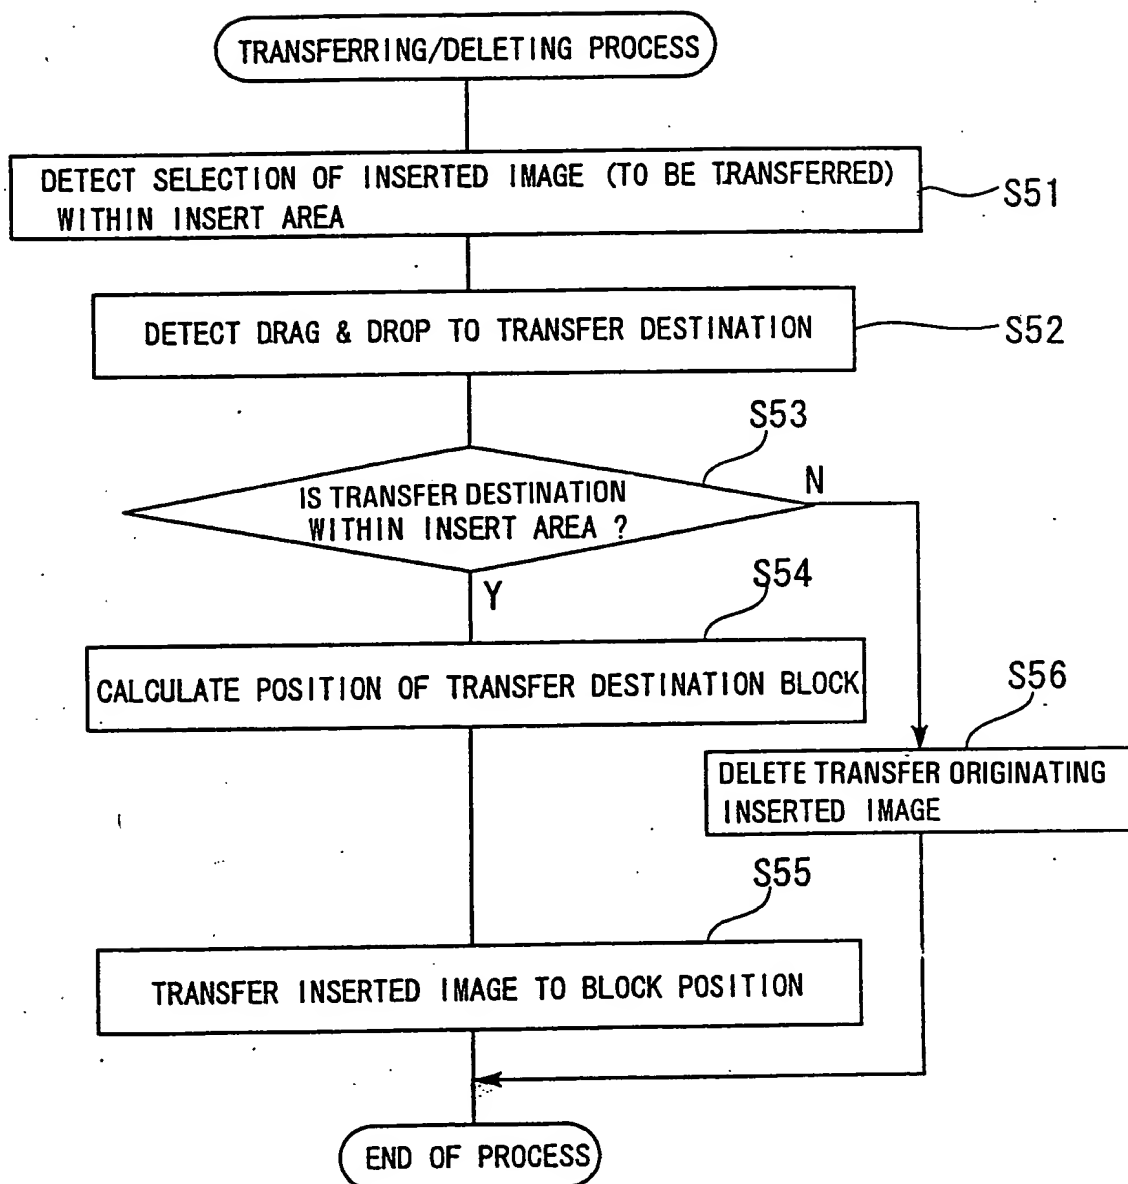 TRANSFERRING/DELETING PROCESS
DETECT SELECTION OF INSERTED IMAGE (TO BE TRANSFERRED)
WITHIN INSERT AREA
S51
DETECT DRAG & DROP TO TRANSFER DESTINATION
S52
S53
IS TRANSFER DESTINATION
WITHIN INSERT AREA ?
N
Y
S54
CALCULATE POSITION OF TRANSFER DESTINATION BLOCK
S56
DELETE TRANSFER ORIGINATING
INSERTED IMAGE
S55
TRANSFER INSERTED IMAGE TO BLOCK POSITION
END OF PROCESS